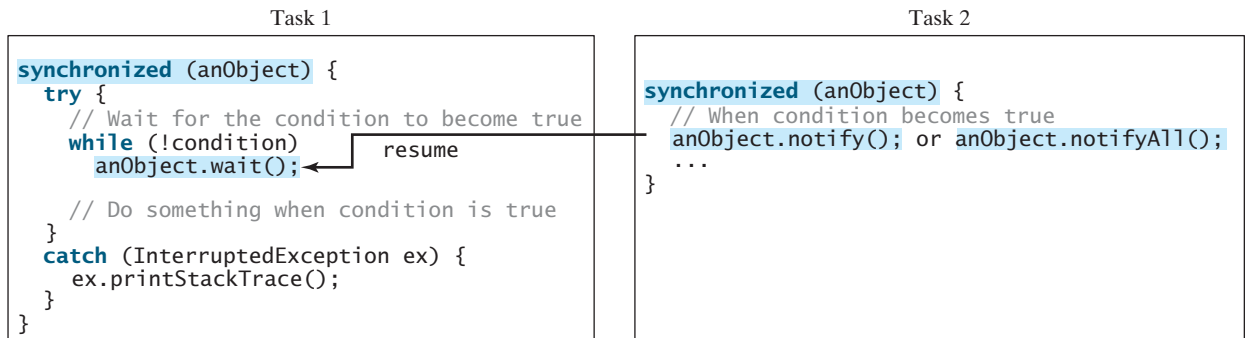 Task 1
synchronized (anObject) {
try {
// Wait for the condition to become true
while (!condition)
anObject.wait();
// Do something when condition is true
}
catch (InterruptedException ex) {
ex.printStackTrace();
}
}
resume
Task 2
synchronized (anObject) {
// When condition becomes true
anObject.notify(); or anObject.notifyAll();
...
}